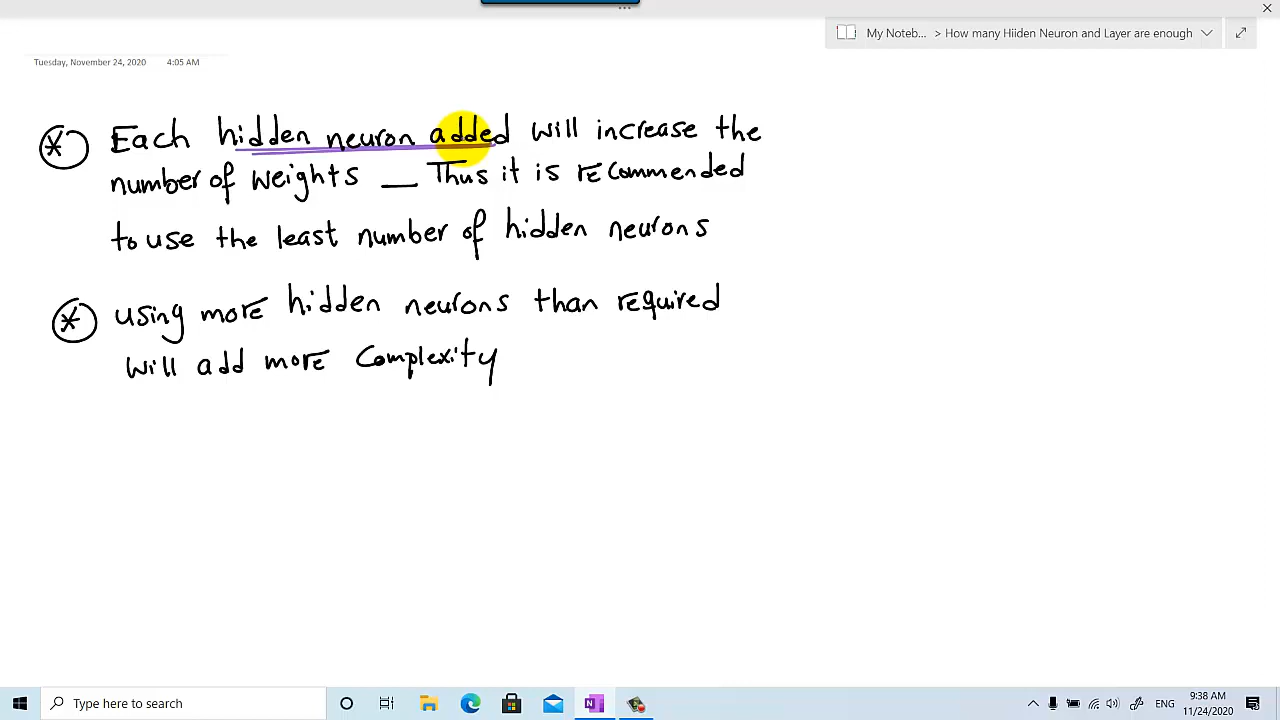 My Noteb... > How many Hiiden Neuron and Layer are enough
Tuesday, November 24, 2020 4:05 AM
* Each hidden neuron added will increase the
number of weights — Thus it is recommended
to use the least number of hidden neurons
* using more hidden neurons than required
will add more Complexity
Type here to search
ENG
9:38 AM
11/24/2020